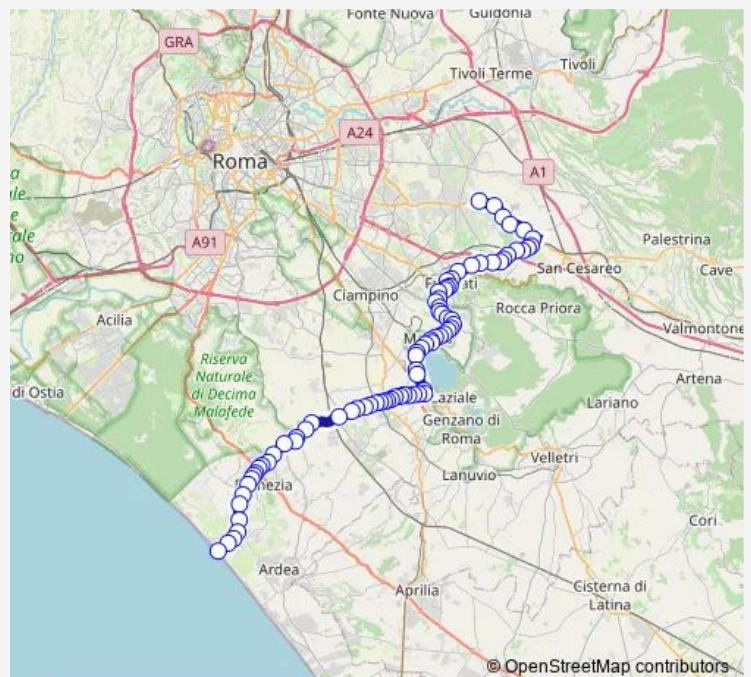 Fonte Nuova
Guidonia
GRA
Tivoli
Tivoli Terme
A24
Roma
A1
A91
Palestrina
San Cesareo
Cave
Ciampino
Rocca Priora
Acilia
Valmontone
Riserva
Naturale
di Decima
Malafede
Artena
di Ostia
Laziale
Lariano
Genzano di
Roma
Velletri
Lanuvio
Cori
Ardea
Aprilia
Cisterna di
Latina
© OpenStreetMap contributors